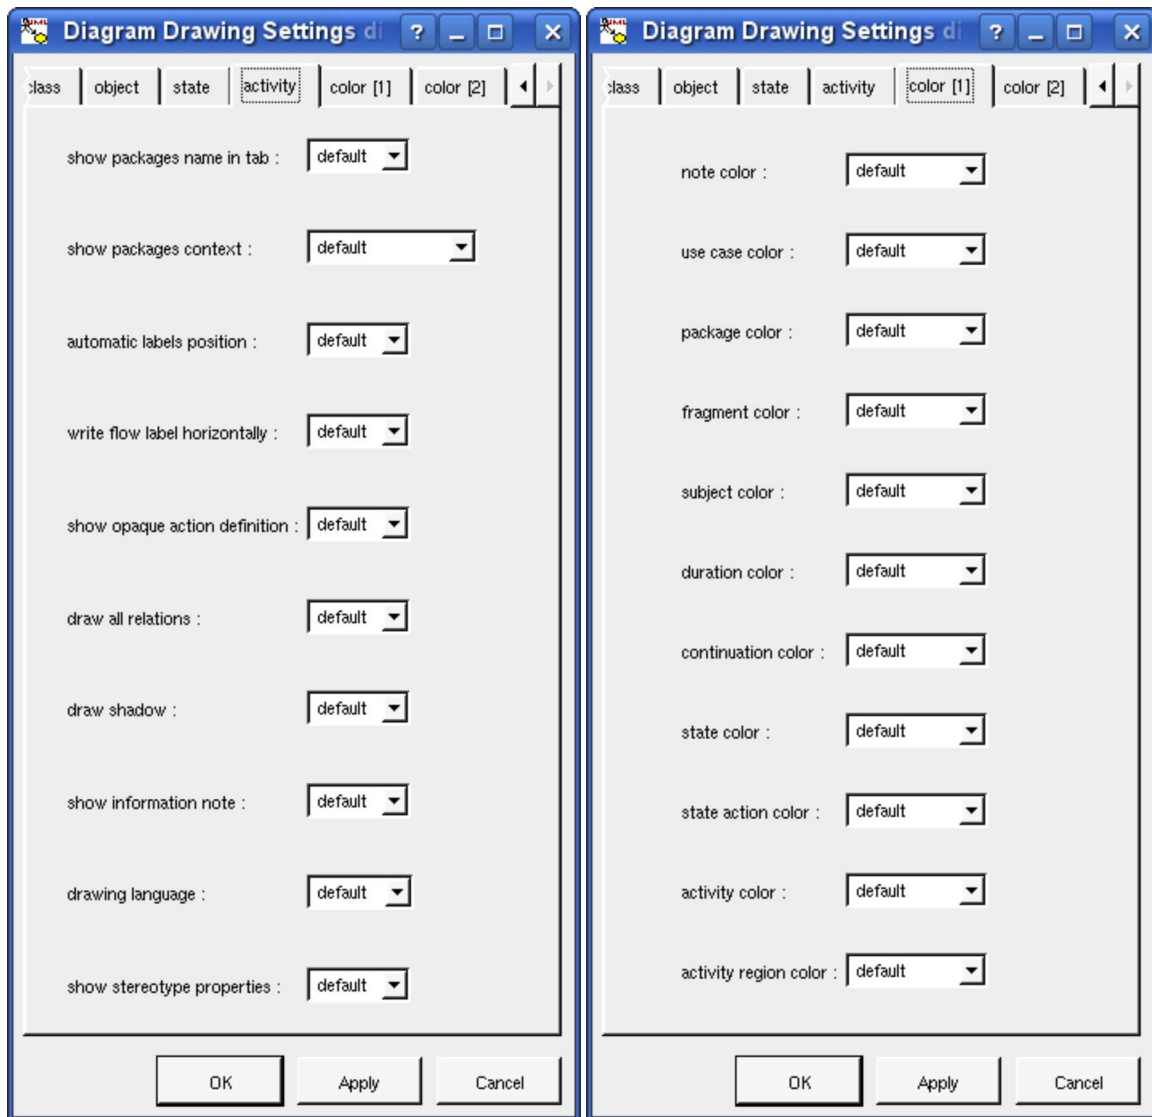 Diagram Drawing Settings di
class object state activity color [1] color [2]
show packages name in tab : default
show packages context : default
automatic labels position : default
write flow label horizontally : default
show opaque action definition : default
draw all relations : default
draw shadow : default
show information note : default
drawing language : default
show stereotype properties : default
OK Apply Cancel
Diagram Drawing Settings di
class object state activity color [1] color [2]
note color : default
use case color : default
package color : default
fragment color : default
subject color : default
duration color : default
continuation color : default
state color : default
state action color : default
activity color : default
activity region color : default
OK Apply Cancel